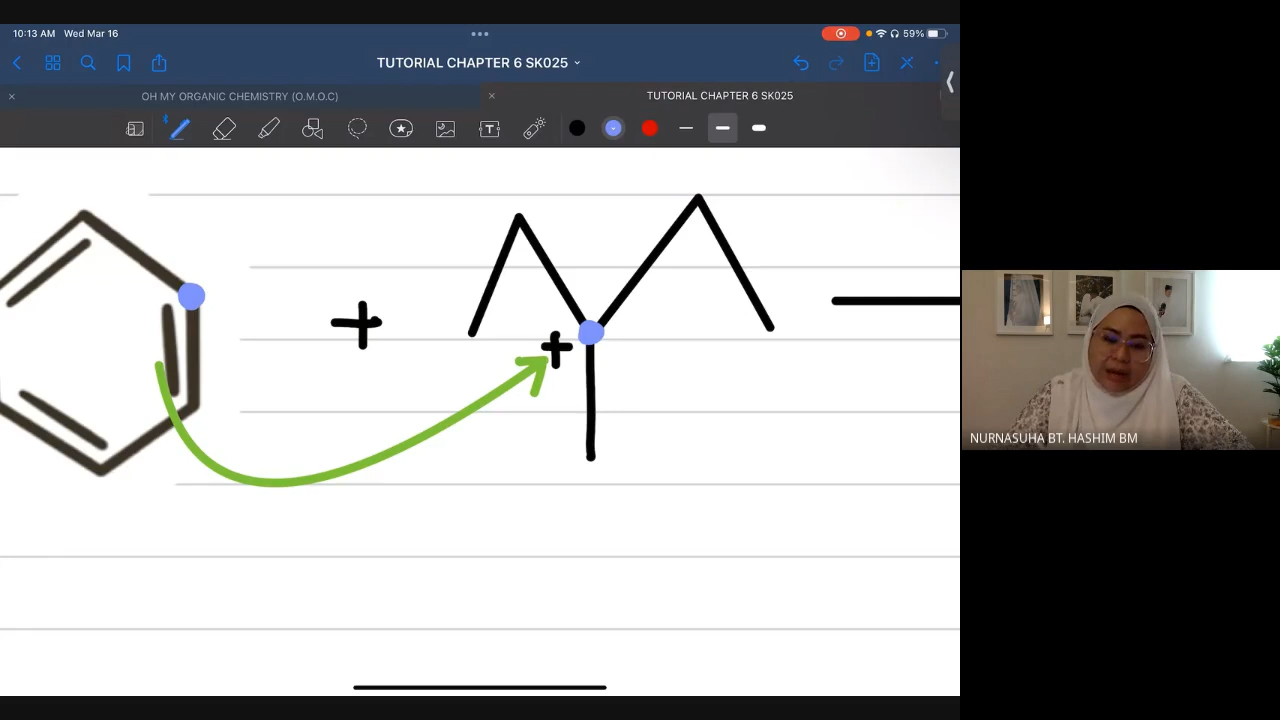 10:13 AM Wed Mar 16
59%
TUTORIAL CHAPTER 6 SK025
OH MY ORGANIC CHEMISTRY (O.M.O.C)
TUTORIAL CHAPTER 6 SK025
T
+
+
NURNASUHA BT. HASHIM BM